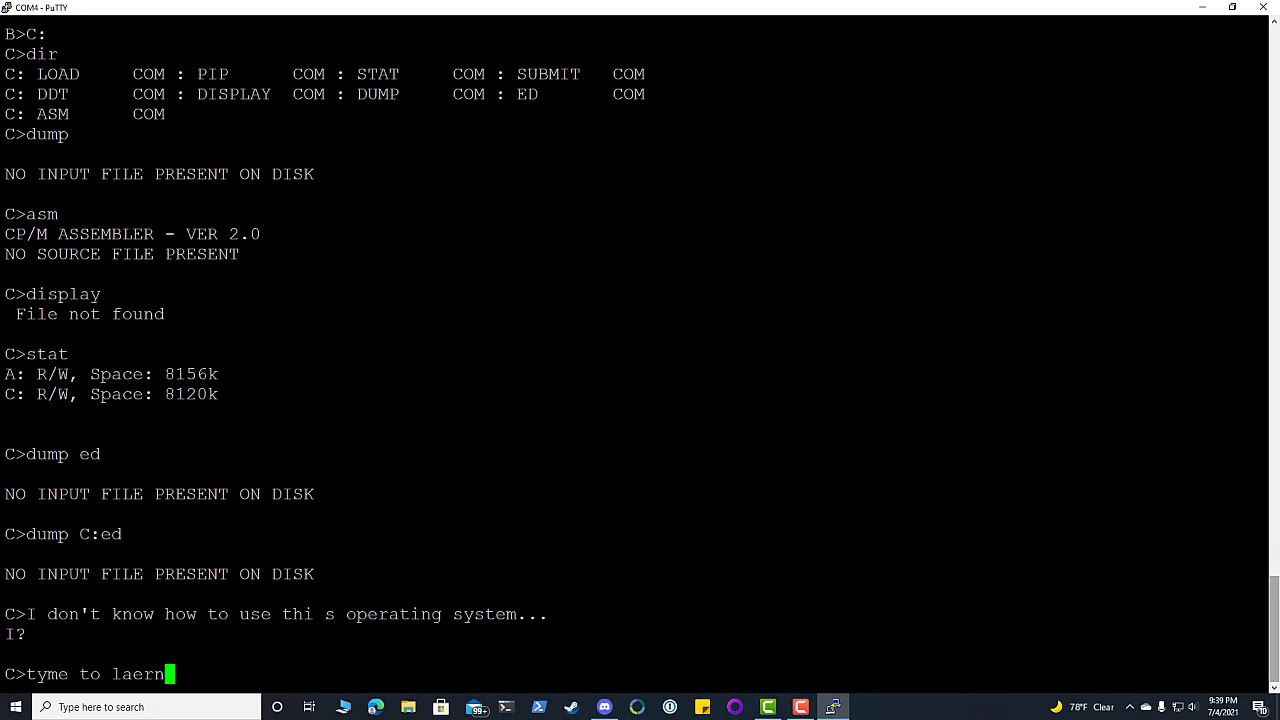 COM4 - PuTTY
B>C:
C>dir
C: LOAD     COM : PIP      COM : STAT     COM : SUBMIT   COM
C: DDT      COM : DISPLAY  COM : DUMP     COM : ED       COM
C: ASM      COM
C>dump
NO INPUT FILE PRESENT ON DISK
C>asm
CP/M ASSEMBLER - VER 2.0
NO SOURCE FILE PRESENT
C>display
 File not found
C>stat
A: R/W, Space: 8156k
C: R/W, Space: 8120k
C>dump ed
NO INPUT FILE PRESENT ON DISK
C>dump C:ed
NO INPUT FILE PRESENT ON DISK
C>I don't know how to use thi s operating system...
I?
C>tyme to laern
Type here to search
99+
78°F Clear
9:39 PM
7/4/2021